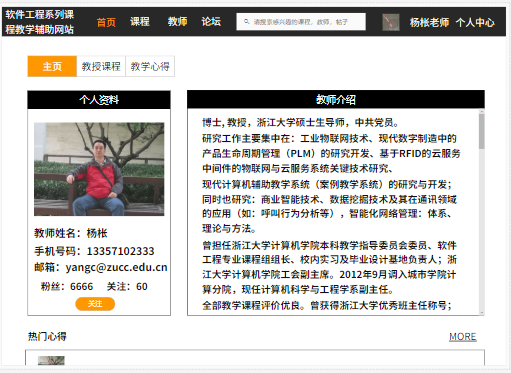 软件工程系列课
程教学辅助网站
首页 课程 教师 论坛
请搜索感兴趣的课程，教师，帖子
杨枨老师 个人中心
主页 教授课程 教学心得
个人资料
教师姓名：杨枨
手机号码：13357102333
邮箱：yangc@zucc.edu.cn
粉丝：6666 关注：60
关注
教师介绍
博士, 教授，浙江大学硕士生导师，中共党员。
研究工作主要集中在：工业物联网技术、现代数字制造中的
产品生命周期管理（PLM）的研究开发、基于RFID的云服务
中间件的物联网与云服务系统关键技术研究、
现代计算机辅助教学系统（案例教学系统）的研究与开发；
同时也研究：商业智能技术、数据挖掘技术及其在通讯领域
的应用（如：呼叫行为分析等），智能化网络管理：体系、
理论与方法。
曾担任浙江大学计算机学院本科教学指导委员会委员、软件
工程专业课程组组长、校内实习及毕业设计基地负责人；浙
江大学计算机学院工会副主席。2012年9月调入城市学院计
算分院，现任计算机科学与工程学系副主任。
全部教学课程评价优良。曾获得浙江大学优秀班主任称号；
热门心得
MORE